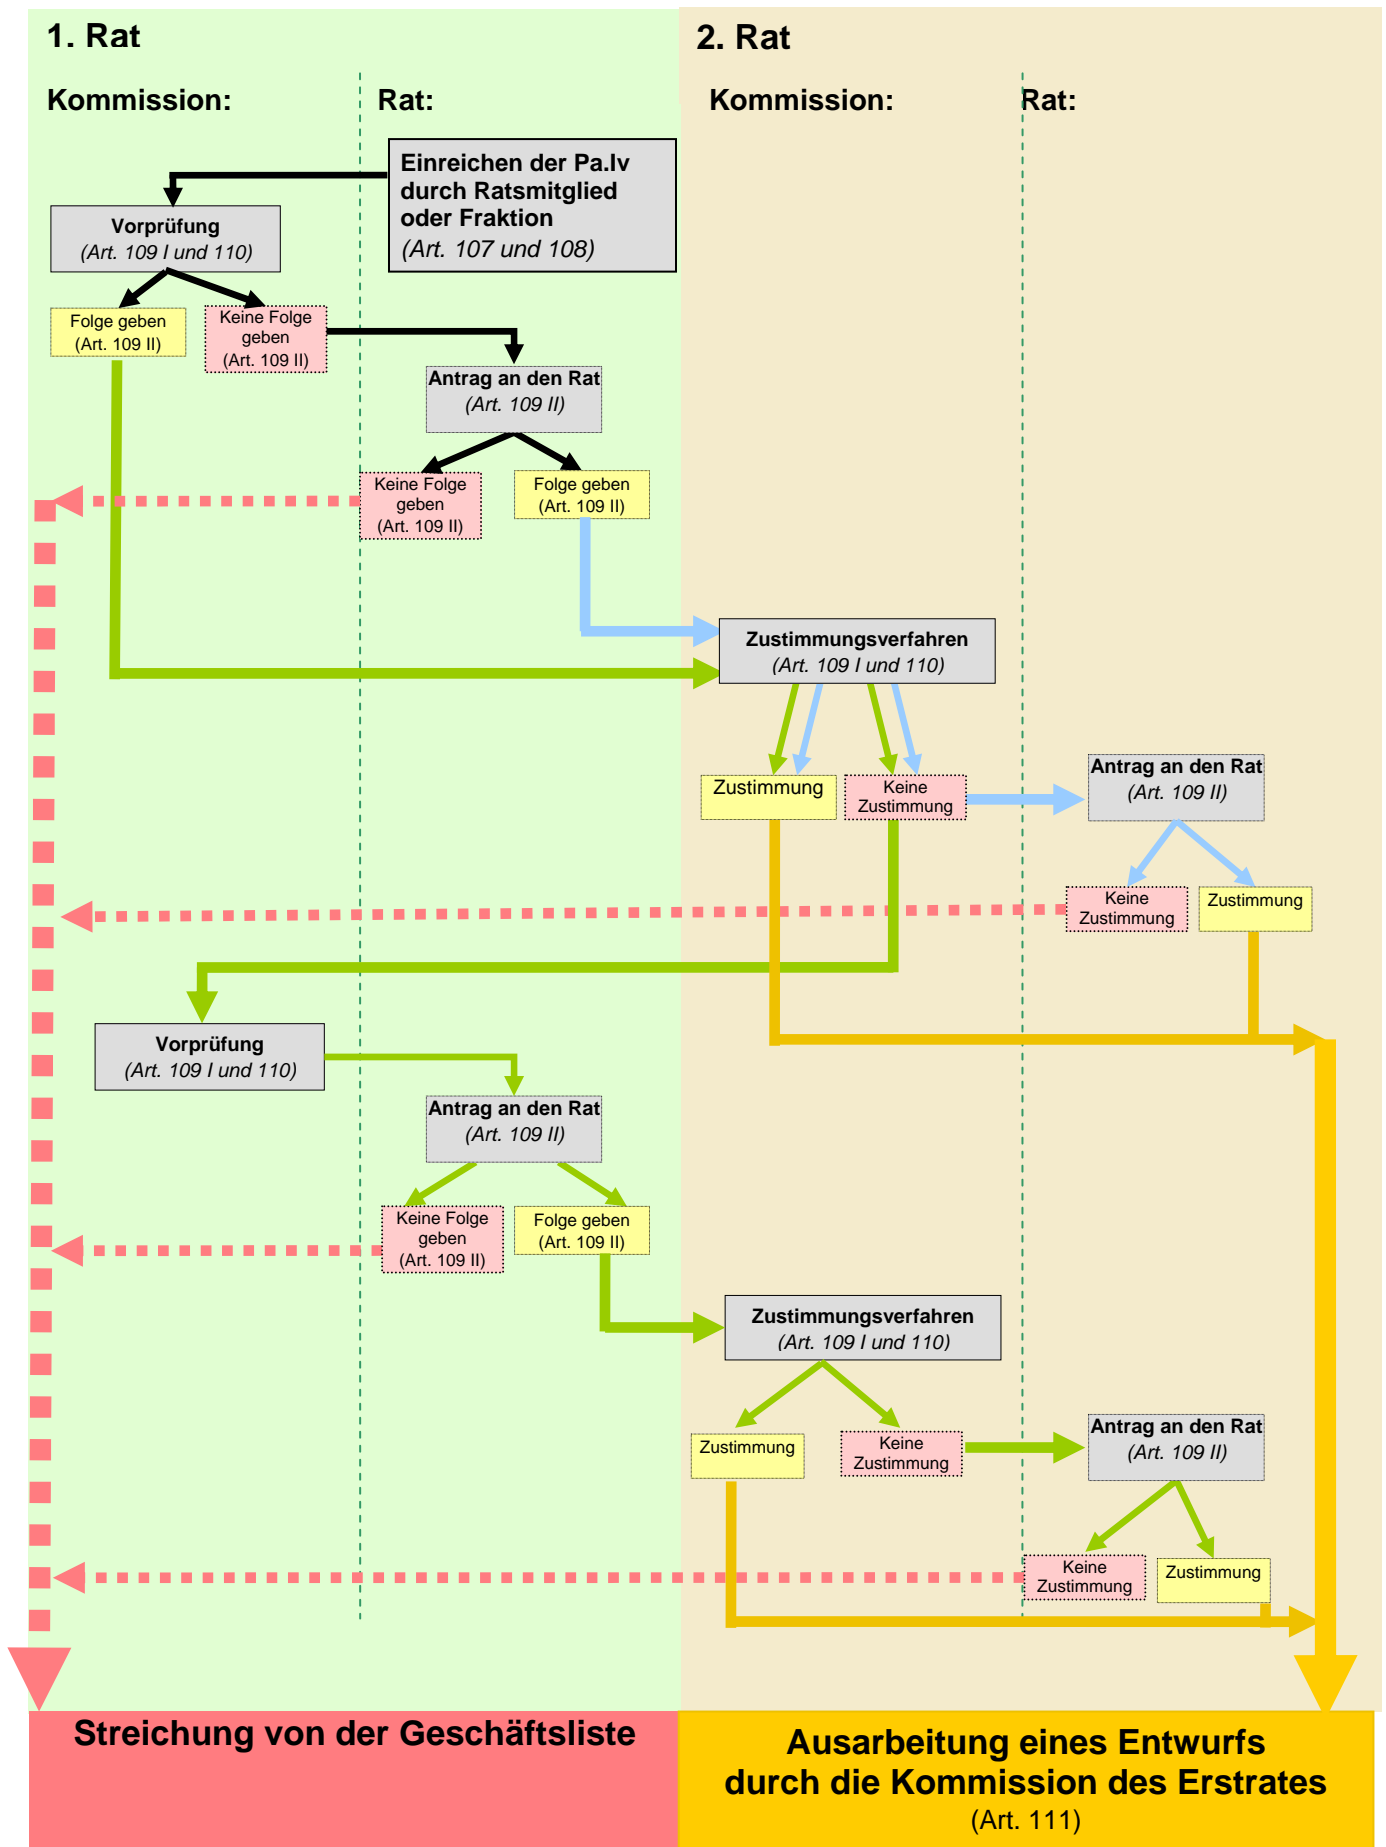 1. Rat
2. Rat
Kommission:
Rat:
Kommission:
Rat:
Einreichen der Pa.Iv
durch Ratsmitglied
oder Fraktion
(Art. 107 und 108)
Vorprüfung
(Art. 109 I und 110)
Folge geben
(Art. 109 II)
Keine Folge
geben
(Art. 109 II)
Antrag an den Rat
(Art. 109 II)
Keine Folge
geben
(Art. 109 II)
Folge geben
(Art. 109 II)
Zustimmungsverfahren
(Art. 109 I und 110)
Zustimmung
Keine
Zustimmung
Antrag an den Rat
(Art. 109 II)
Keine
Zustimmung
Zustimmung
Vorprüfung
(Art. 109 I und 110)
Antrag an den Rat
(Art. 109 II)
Keine Folge
geben
(Art. 109 II)
Folge geben
(Art. 109 II)
Zustimmungsverfahren
(Art. 109 I und 110)
Zustimmung
Keine
Zustimmung
Antrag an den Rat
(Art. 109 II)
Keine
Zustimmung
Zustimmung
Streichung von der Geschäftsliste
Ausarbeitung eines Entwurfs
durch die Kommission des Erstrates
(Art. 111)